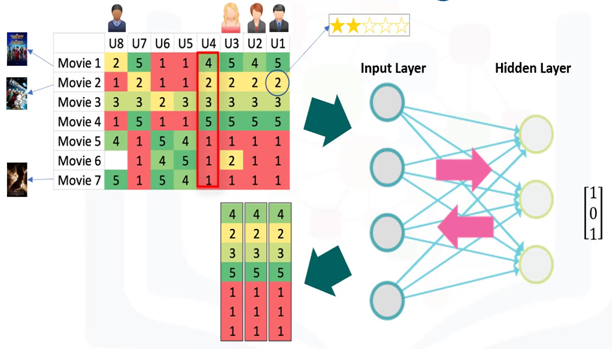 U8 U7 U6 U5 U4 U3 U2 U1
Movie 1 2 5 1 1 4 5 4 5
Movie 2 1 2 1 1 2 2 2 2
Movie 3 3 3 2 3 3 3 3 3
Movie 4 1 5 1 1 5 5 5 5
Movie 5 4 1 5 4 1 1 1 1
Movie 6 1 4 5 1 2 1 1
Movie 7 5 1 5 4 1 1 1 1
4 4 4
2 2 2
3 3 3
5 5 5
1 1 1
1 1 1
1 1 1
Input Layer
Hidden Layer
1
0
1